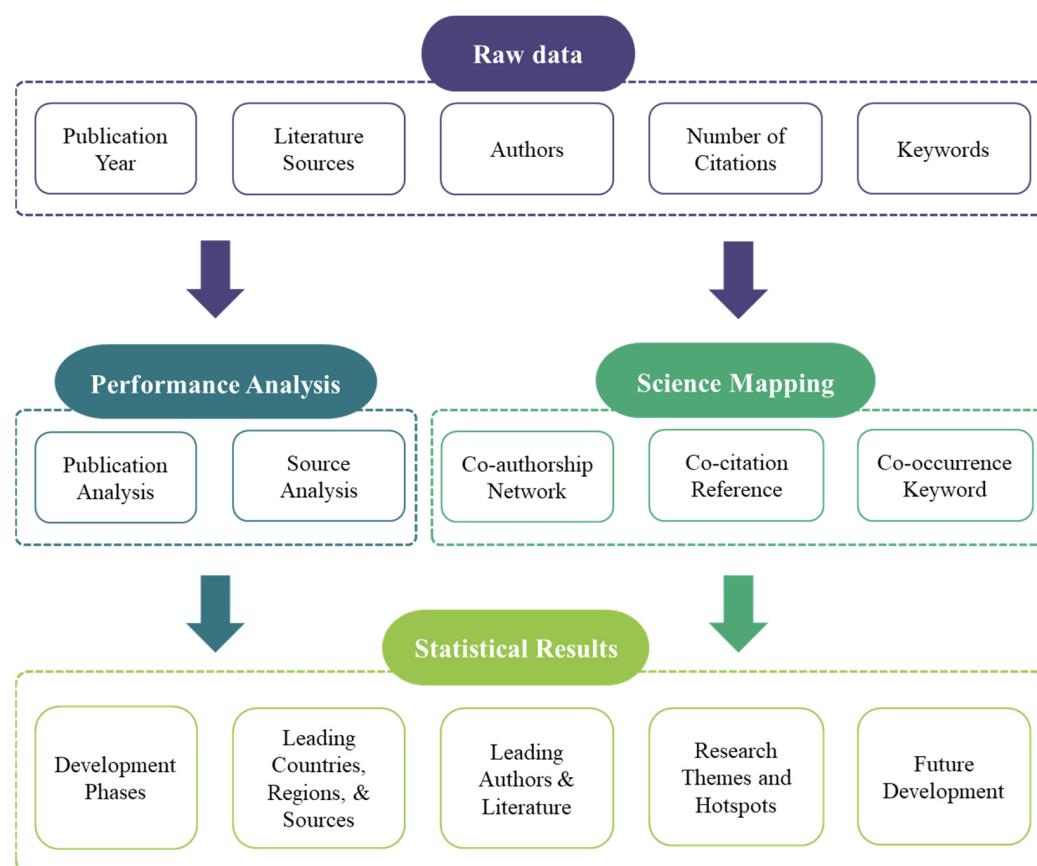 Raw data
Publication
Year
Literature
Sources
Authors
Number of
Citations
Keywords
Performance Analysis
Science Mapping
Publication
Analysis
Source
Analysis
Co-authorship
Network
Co-citation
Reference
Co-occurrence
Keyword
Statistical Results
Development
Phases
Leading
Countries,
Regions, &
Sources
Leading
Authors &
Literature
Research
Themes and
Hotspots
Future
Development